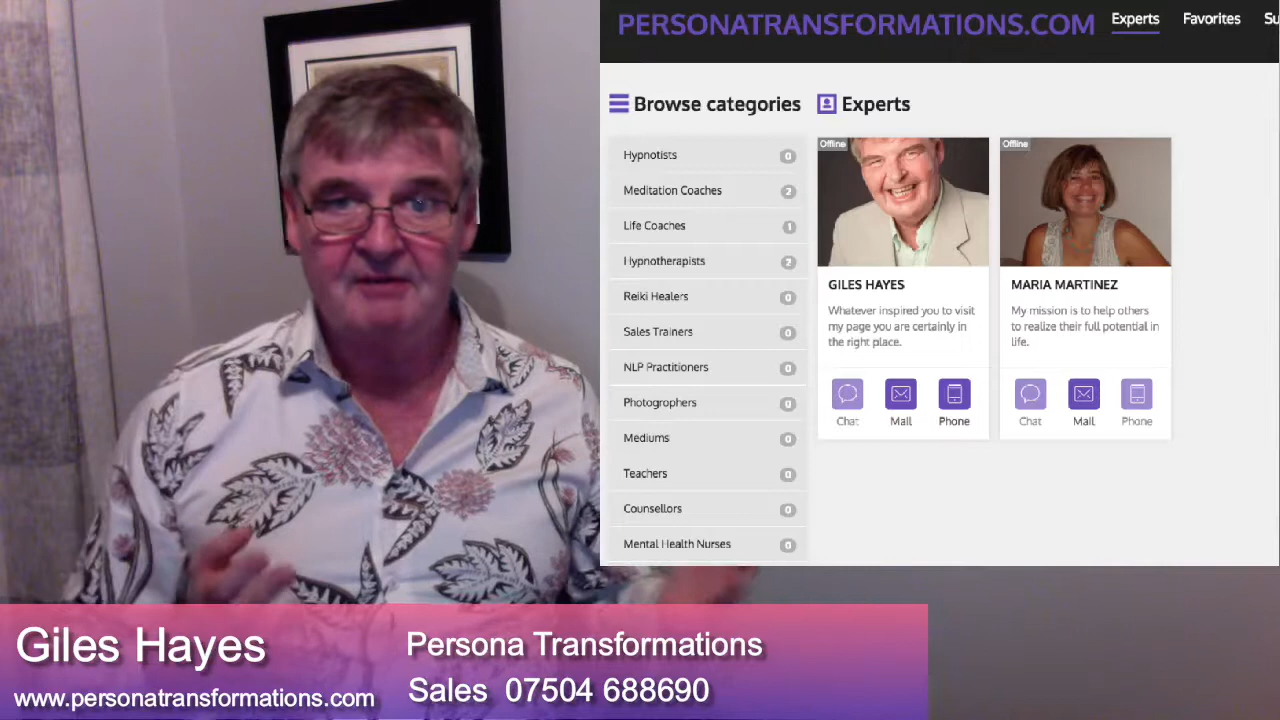 PERSONATRANSFORMATIONS.COM
Experts
Favorites
Su
Browse categories
Experts
Hypnotists 0
Meditation Coaches 2
Life Coaches 1
Hypnotherapists 2
Reiki Healers 0
Sales Trainers 0
NLP Practitioners 0
Photographers 0
Mediums 0
Teachers 0
Counsellors 0
Mental Health Nurses 0
Offline
GILES HAYES
Whatever inspired you to visit
my page you are certainly in
the right place.
Chat
Mail
Phone
Offline
MARIA MARTINEZ
My mission is to help others
to realize their full potential in
life.
Chat
Mail
Phone
Giles Hayes
www.personatransformations.com
Persona Transformations
Sales 07504 688690